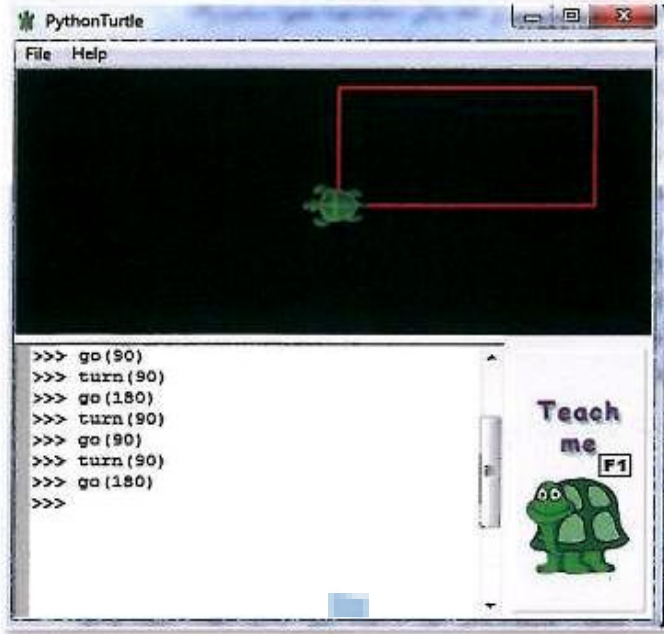 PythonTurtle
File Help
>>> go(90)
>>> turn(90)
>>> go(180)
>>> turn(90)
>>> go(90)
>>> turn(90)
>>> go(180)
>>>
Teach
me
F1